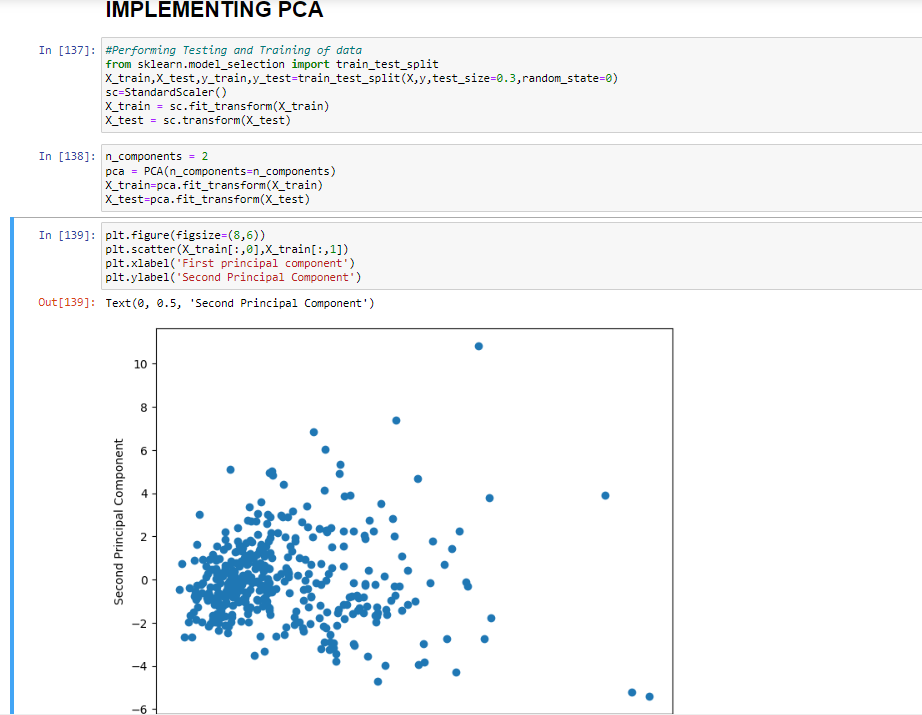 IMPLEMENTING PCA
In [137]: #Performing Testing and Training of data
from sklearn.model_selection import train_test_split
X_train,X_test,y_train,y_test=train_test_split(X,y,test_size=0.3,random_state=0)
sc=StandardScaler()
X_train = sc.fit_transform(X_train)
X_test = sc.transform(X_test)
In [138]: n_components = 2
pca = PCA(n_components=n_components)
X_train=pca.fit_transform(X_train)
X_test=pca.fit_transform(X_test)
In [139]: plt.figure(figsize=(8,6))
plt.scatter(X_train[:,0],X_train[:,1])
plt.xlabel('First principal component')
plt.ylabel('Second Principal Component')
Out[139]: Text(0, 0.5, 'Second Principal Component')
Second Principal Component
10
8
6
4
2
0
−2
−4
−6